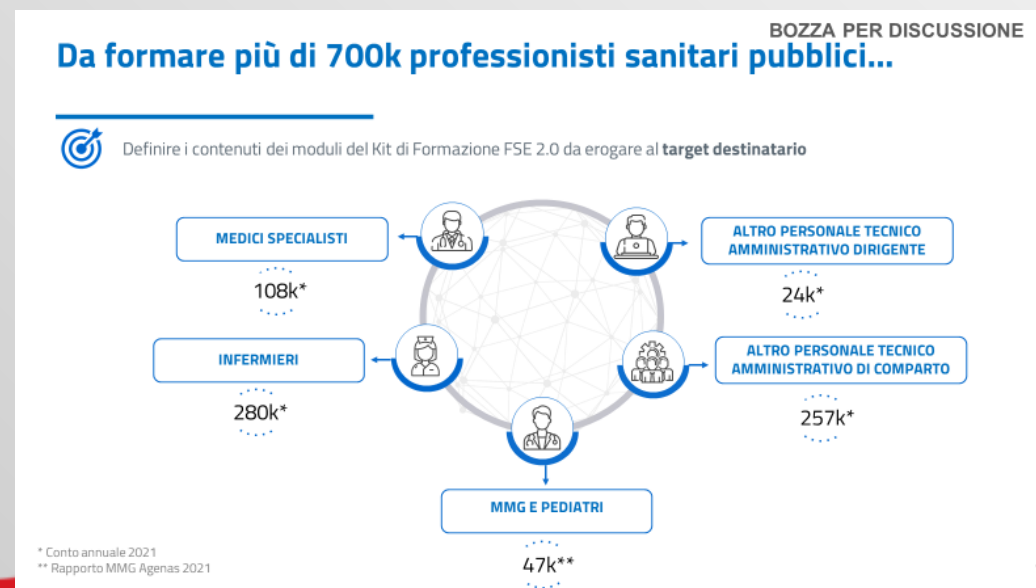 BOZZA PER DISCUSSIONE
Da formare più di 700k professionisti sanitari pubblici...
Definire i contenuti dei moduli del Kit di Formazione FSE 2.0 da erogare al target destinatario
MEDICI SPECIALISTI
108k*
ALTRO PERSONALE TECNICO
AMMINISTRATIVO DIRIGENTE
24k*
INFERMIERI
280k*
ALTRO PERSONALE TECNICO
AMMINISTRATIVO DI COMPARTO
257k*
MMG E PEDIATRI
47k**
* Conto annuale 2021
** Rapporto MMG Agenas 2021